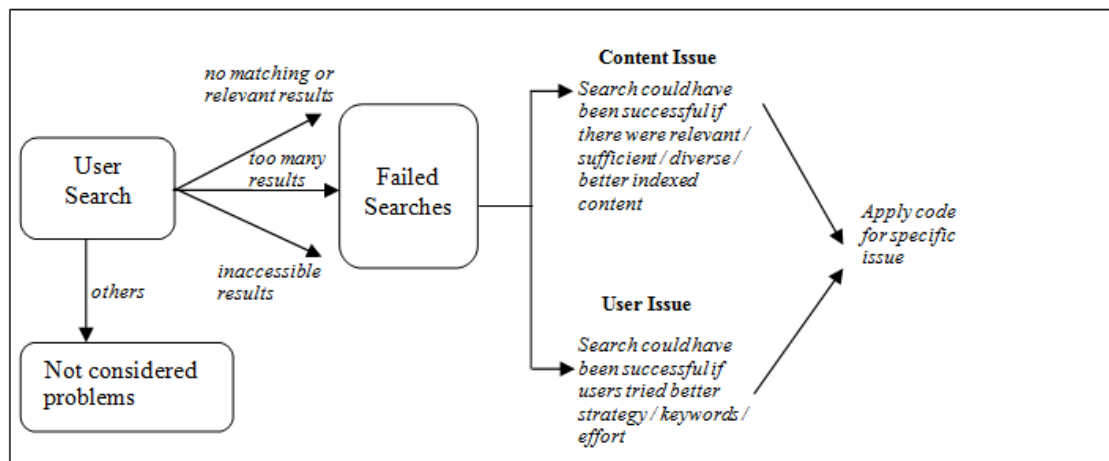 no matching or
relevant results
User
Search
too many
results
inaccessible
results
others
Not considered
problems
Failed
Searches
Content Issue
Search could have
been successful if
there were relevant /
sufficient / diverse /
better indexed
content
User Issue
Search could have
been successful if
users tried better
strategy / keywords /
effort
Apply code
for specific
issue